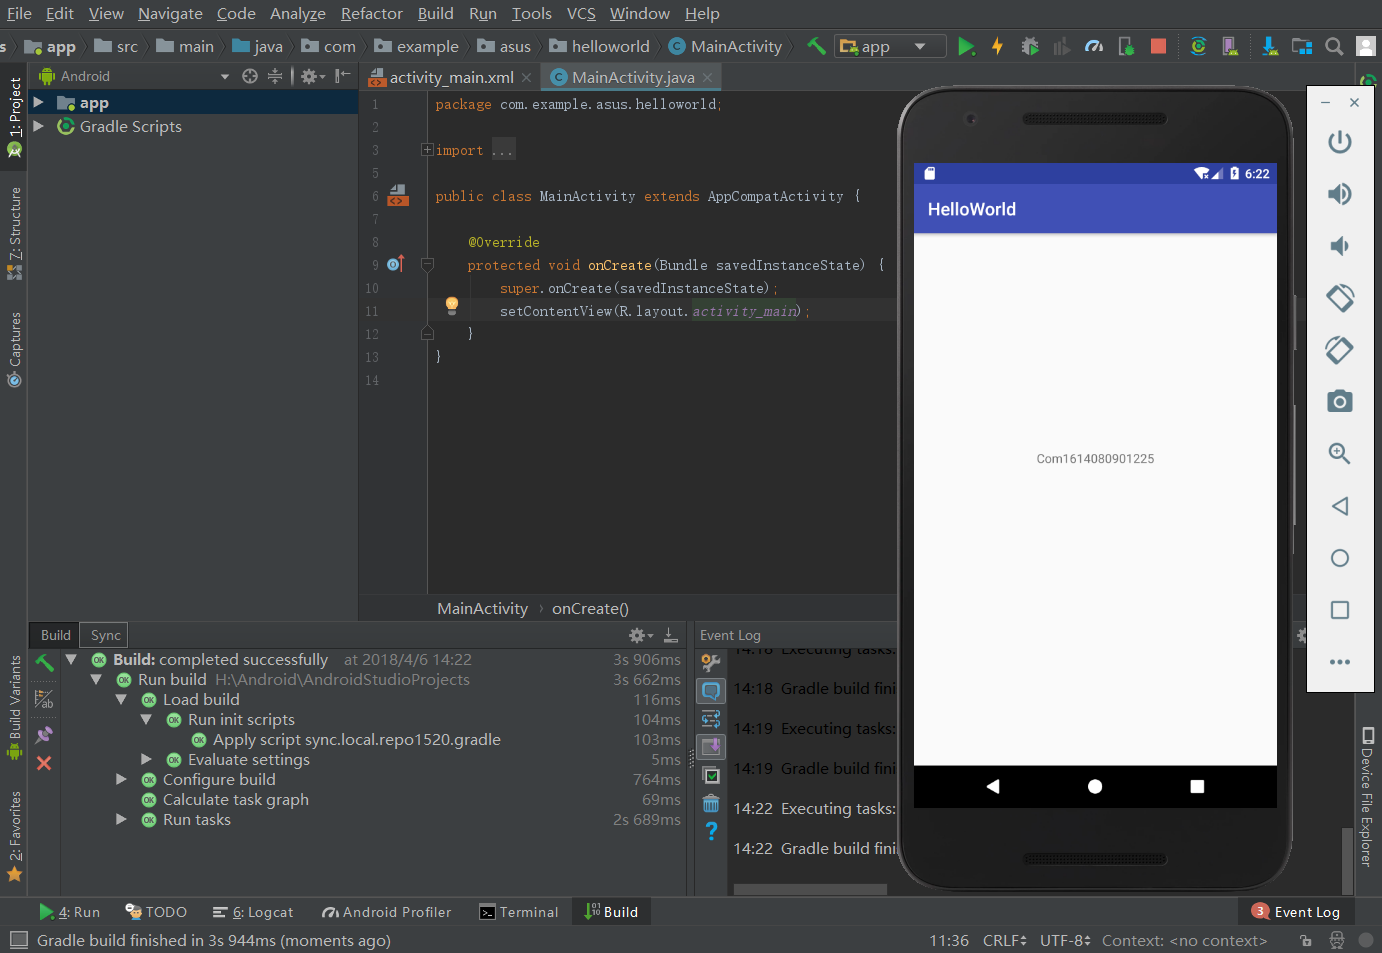 File Edit View Navigate Code Analyze Refactor Build Run Tools VCS Window Help
s app src main java com example asus helloworld MainActivity app
1: Project
Z: Structure
Captures
Build Variants
2: Favorites
Android
app
Gradle Scripts
activity_main.xml MainActivity.java
1 package com.example.asus.helloworld;
2
3 import ...
5
6 public class MainActivity extends AppCompatActivity {
7
8 @Override
9 protected void onCreate(Bundle savedInstanceState) {
10 super.onCreate(savedInstanceState);
11 setContentView(R.layout.activity_main);
12 }
13 }
14
MainActivity › onCreate()
6:22
HelloWorld
Com1614080901225
Build Sync
Build: completed successfully at 2018/4/6 14:22 3s 906ms
Run build H:\Android\AndroidStudioProjects 3s 662ms
Load build 116ms
Run init scripts 104ms
Apply script sync.local.repo1520.gradle 103ms
Evaluate settings 5ms
Configure build 764ms
Calculate task graph 69ms
Run tasks 2s 689ms
Event Log
14:18 Executing tasks:
14:18 Gradle build fini
14:19 Executing tasks:
14:19 Gradle build fini
14:22 Executing tasks:
14:22 Gradle build fini
Device File Explorer
4: Run TODO 6: Logcat Android Profiler Terminal Build 3 Event Log
Gradle build finished in 3s 944ms (moments ago) 11:36 CRLF UTF-8 Context: <no context>